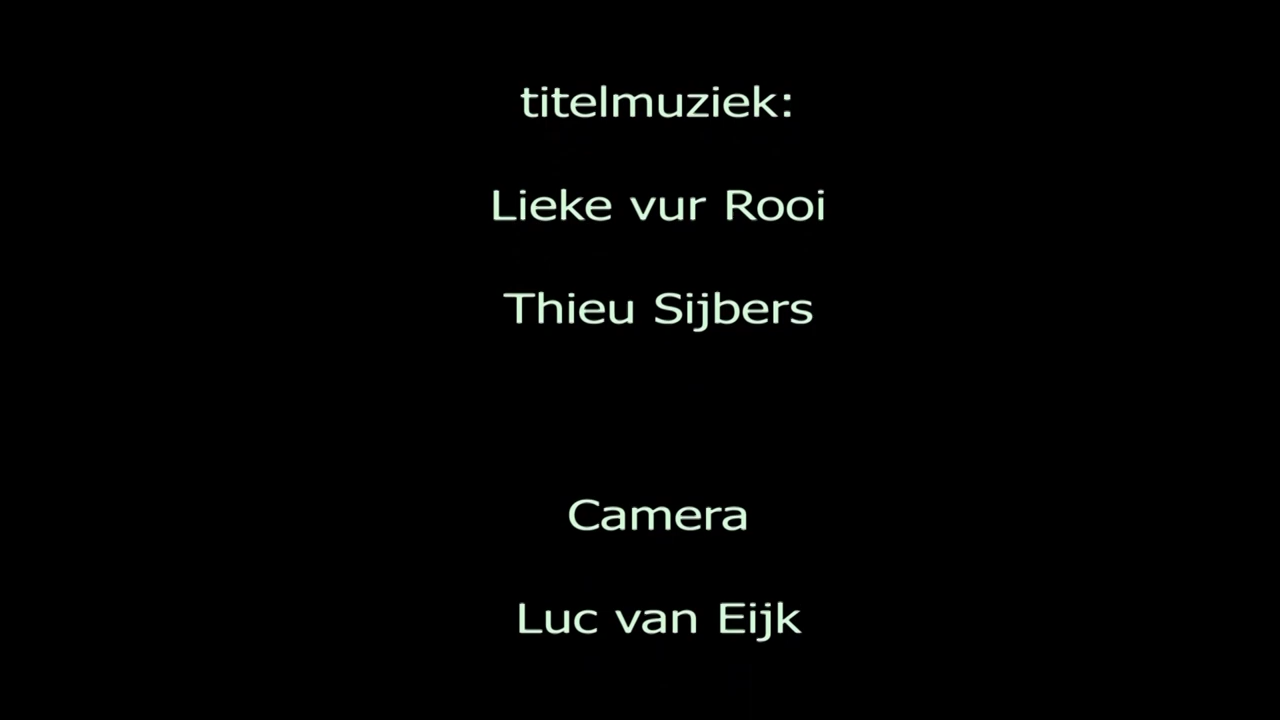 titelmuziek:
Lieke vur Rooi
Thieu Sijbers
Camera
Luc van Eijk